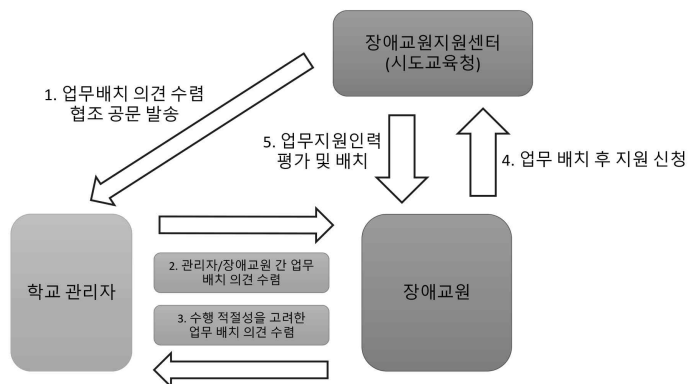 장애교원지원센터
(시도교육청)
1. 업무배치 의견 수렴
협조 공문 발송
5. 업무지원인력
평가 및 배치
4. 업무 배치 후 지원 신청
학교 관리자
2. 관리자/장애교원 간 업무
배치 의견 수렴
3. 수행 적절성을 고려한
업무 배치 의견 수렴
장애교원